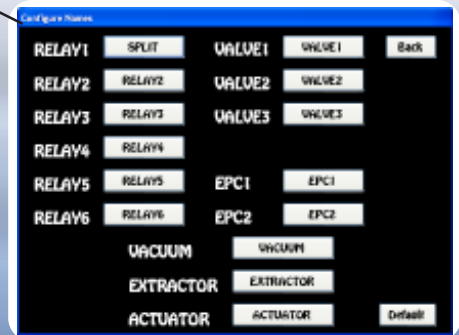 Configure Names
RELAY1 SPLIT VALVE1 VALVE1 Back
RELAY2 RELAY2 VALVE2 VALVE2
RELAY3 RELAY3 VALVE3 VALVE3
RELAY4 RELAY4
RELAY5 RELAY5 EPC1 EPC1
RELAY6 RELAY6 EPC2 EPC2
VACUUM VACUUM
EXTRACTOR EXTRACTOR
ACTUATOR ACTUATOR Default